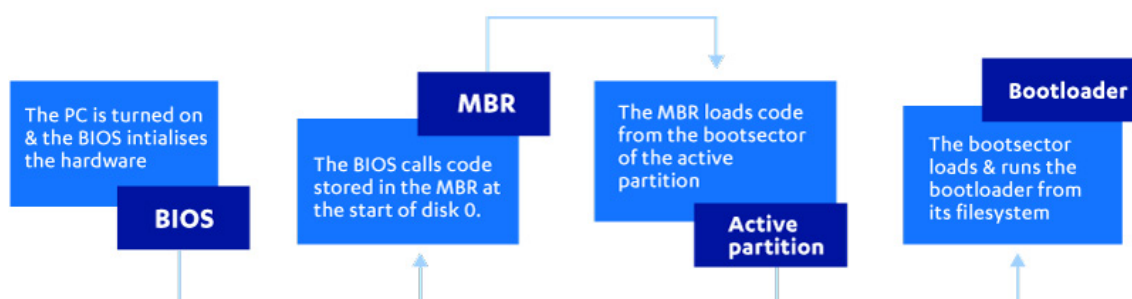 The PC is turned on
& the BIOS intialises
the hardware
BIOS
MBR
The BIOS calls code
stored in the MBR at
the start of disk 0.
The MBR loads code
from the bootsector
of the active
partition
Active
partition
Bootloader
The bootsector
loads & runs the
bootloader from
its filesystem